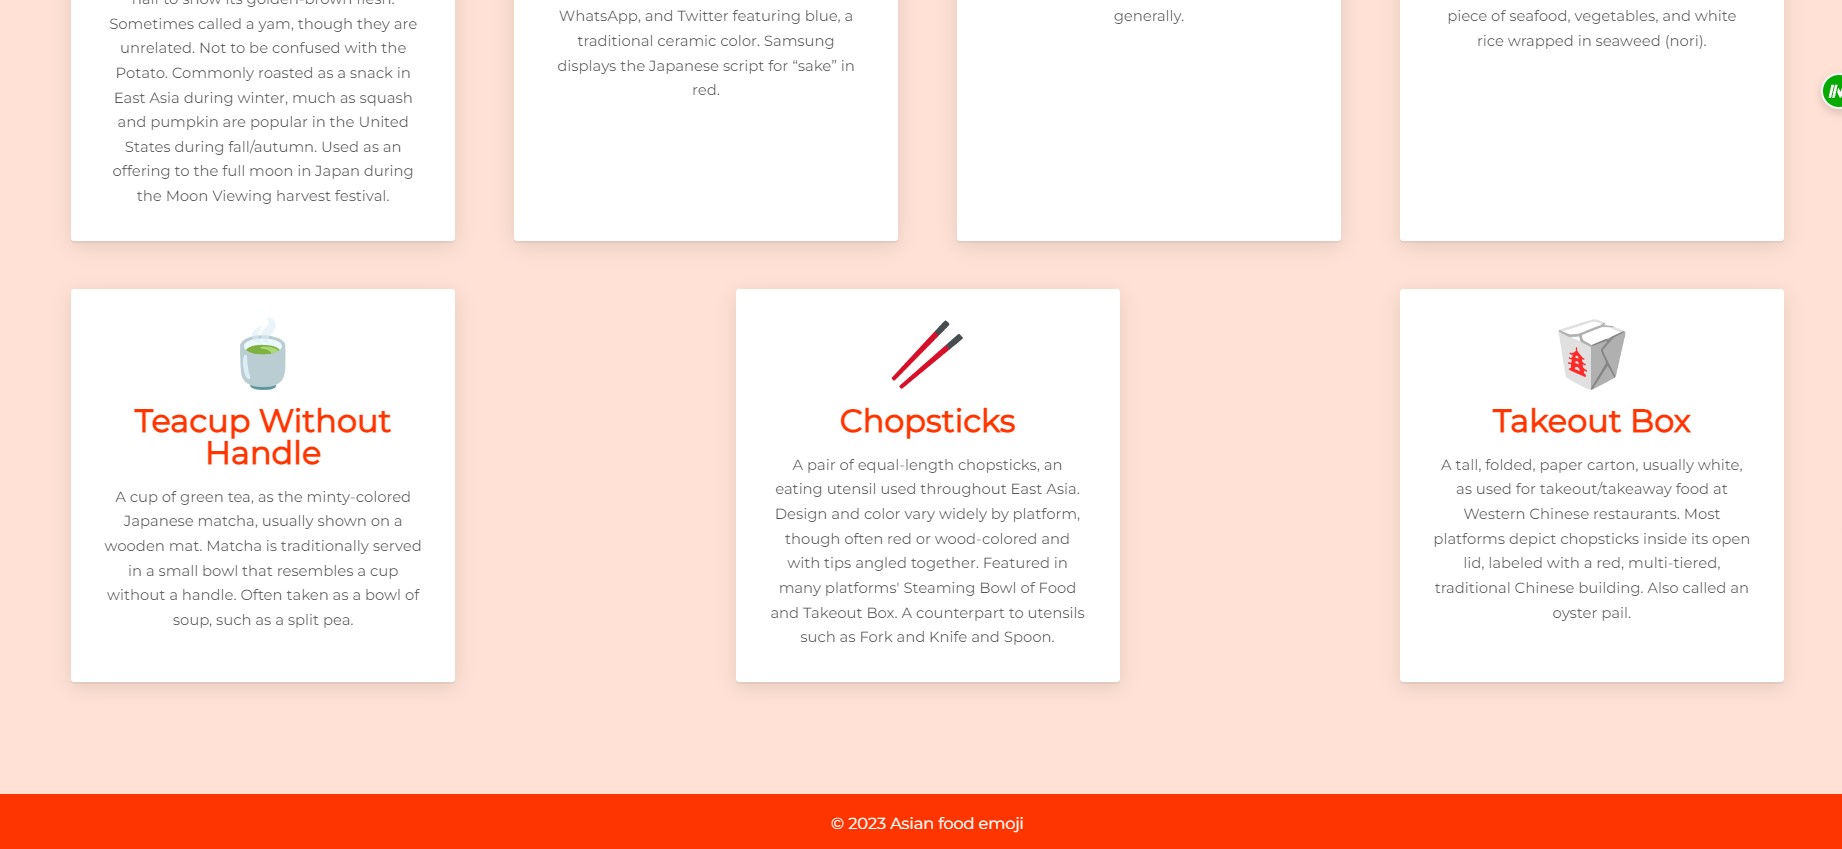 Sometimes called a yam, though they are
unrelated. Not to be confused with the
Potato. Commonly roasted as a snack in
East Asia during winter, much as squash
and pumpkin are popular in the United
States during fall/autumn. Used as an
offering to the full moon in Japan during
the Moon Viewing harvest festival.
WhatsApp, and Twitter featuring blue, a
traditional ceramic color. Samsung
displays the Japanese script for “sake” in
red.
generally.
piece of seafood, vegetables, and white
rice wrapped in seaweed (nori).
Teacup Without
Handle
A cup of green tea, as the minty-colored
Japanese matcha, usually shown on a
wooden mat. Matcha is traditionally served
in a small bowl that resembles a cup
without a handle. Often taken as a bowl of
soup, such as a split pea.
Chopsticks
A pair of equal-length chopsticks, an
eating utensil used throughout East Asia.
Design and color vary widely by platform,
though often red or wood-colored and
with tips angled together. Featured in
many platforms' Steaming Bowl of Food
and Takeout Box. A counterpart to utensils
such as Fork and Knife and Spoon.
Takeout Box
A tall, folded, paper carton, usually white,
as used for takeout/takeaway food at
Western Chinese restaurants. Most
platforms depict chopsticks inside its open
lid, labeled with a red, multi-tiered,
traditional Chinese building. Also called an
oyster pail.
© 2023 Asian food emoji